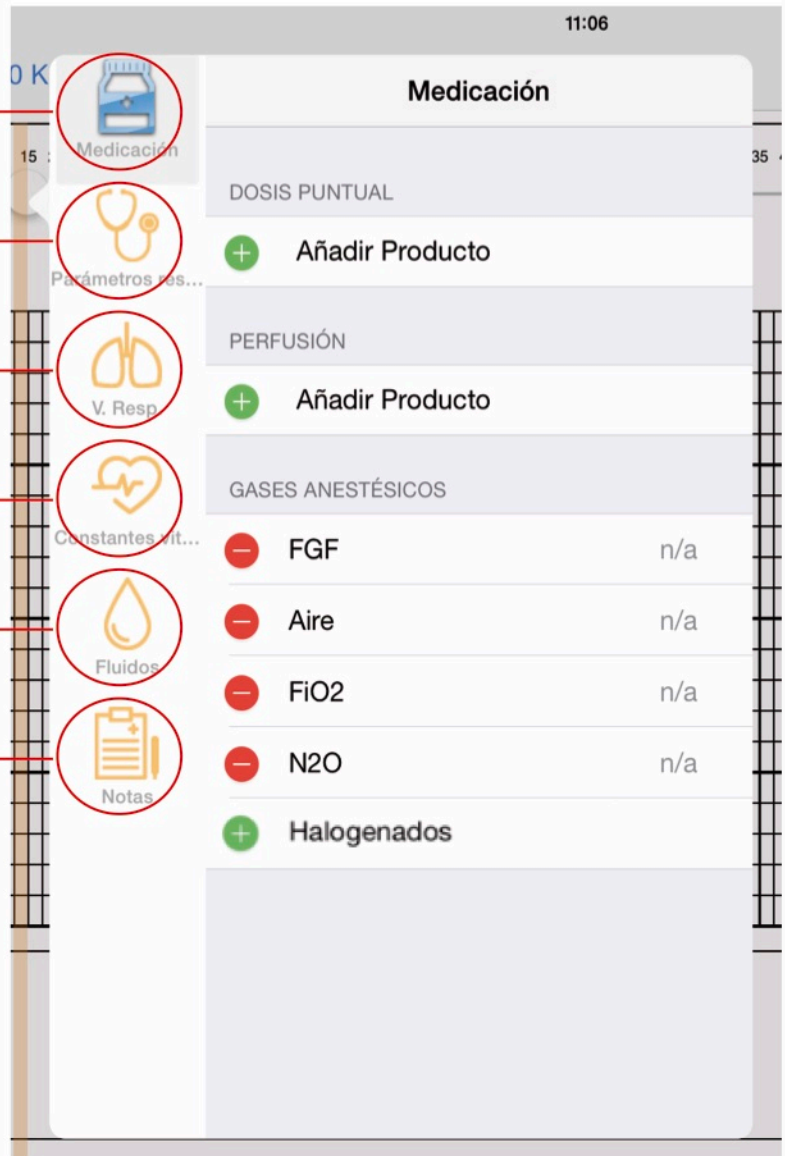 11:06
0 K
15
35
Medicación
Parámetros res...
V. Resp
Constantes vit...
Fluidos
Notas
Medicación
DOSIS PUNTUAL
Añadir Producto
PERFUSIÓN
Añadir Producto
GASES ANESTÉSICOS
FGF n/a
Aire n/a
FiO2 n/a
N2O n/a
Halogenados